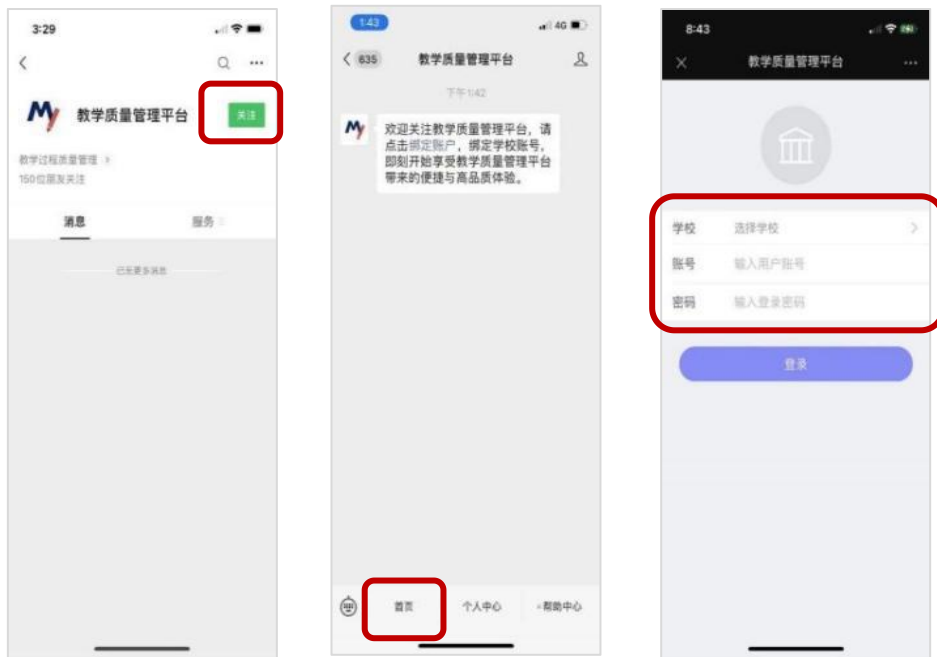 3:29
My 教学质量管理平台 关注
教学过程质量管理 >
150位朋友关注
消息 服务
已无更多消息
1:43 4G
635 教学质量管理平台
下午1:42
My 欢迎关注教学质量管理平台，请
点击绑定账户，绑定学校账号，
即刻开始享受教学质量管理平台
带来的便捷与高品质体验。
首页 个人中心 帮助中心
8:43
教学质量管理平台
学校 选择学校
账号 输入用户账号
密码 输入登录密码
登录